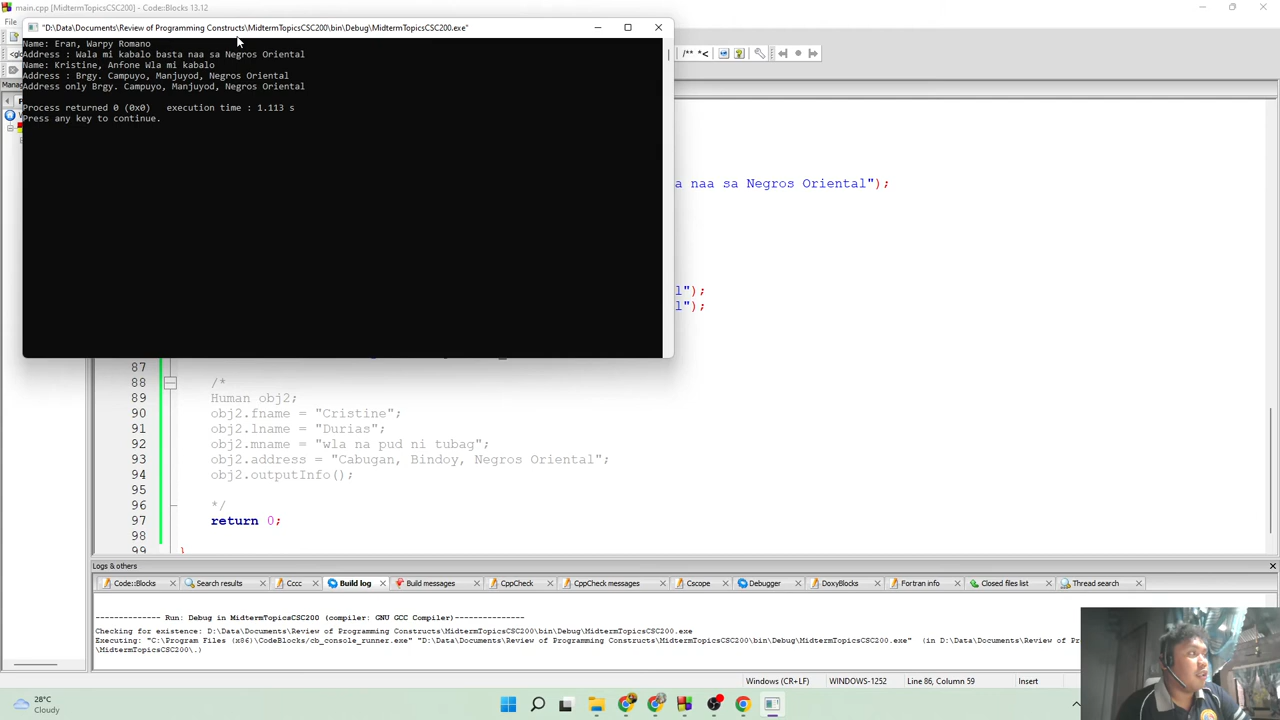 main.cpp [MidtermTopicsCSC200] - Code::Blocks 13.12
File
"D:\Data\Documents\Review of Programming Constructs\MidtermTopicsCSC200\bin\Debug\MidtermTopicsCSC200.exe"
/** *<
Name: Eran, Warpy Romano
Address : Wala mi kabalo basta naa sa Negros Oriental
Name: Kristine, Anfone Wla mi kabalo
Address : Brgy. Campuyo, Manjuyod, Negros Oriental
Address only Brgy. Campuyo, Manjuyod, Negros Oriental
Process returned 0 (0x0)   execution time : 1.113 s
Press any key to continue.
Mana
a naa sa Negros Oriental");
l");
l");
87
88 /*
89 Human obj2;
90 obj2.fname = "Cristine";
91 obj2.lname = "Durias";
92 obj2.mname = "wla na pud ni tubag";
93 obj2.address = "Cabugan, Bindoy, Negros Oriental";
94 obj2.outputInfo();
95
96 */
97 return 0;
98
99 }
Logs & others
Code::Blocks Search results Cccc Build log Build messages CppCheck CppCheck messages Cscope Debugger DoxyBlocks Fortran info Closed files list Thread search
-------------- Run: Debug in MidtermTopicsCSC200 (compiler: GNU GCC Compiler)---------------
Checking for existence: D:\Data\Documents\Review of Programming Constructs\MidtermTopicsCSC200\bin\Debug\MidtermTopicsCSC200.exe
Executing: "C:\Program Files (x86)\CodeBlocks/cb_console_runner.exe" "D:\Data\Documents\Review of Programming Constructs\MidtermTopicsCSC200\bin\Debug\MidtermTopicsCSC200.exe"  (in D:\Data\Documents\Review of P
\MidtermTopicsCSC200\.)
Windows (CR+LF) WINDOWS-1252 Line 86, Column 59 Insert
28°C
Cloudy